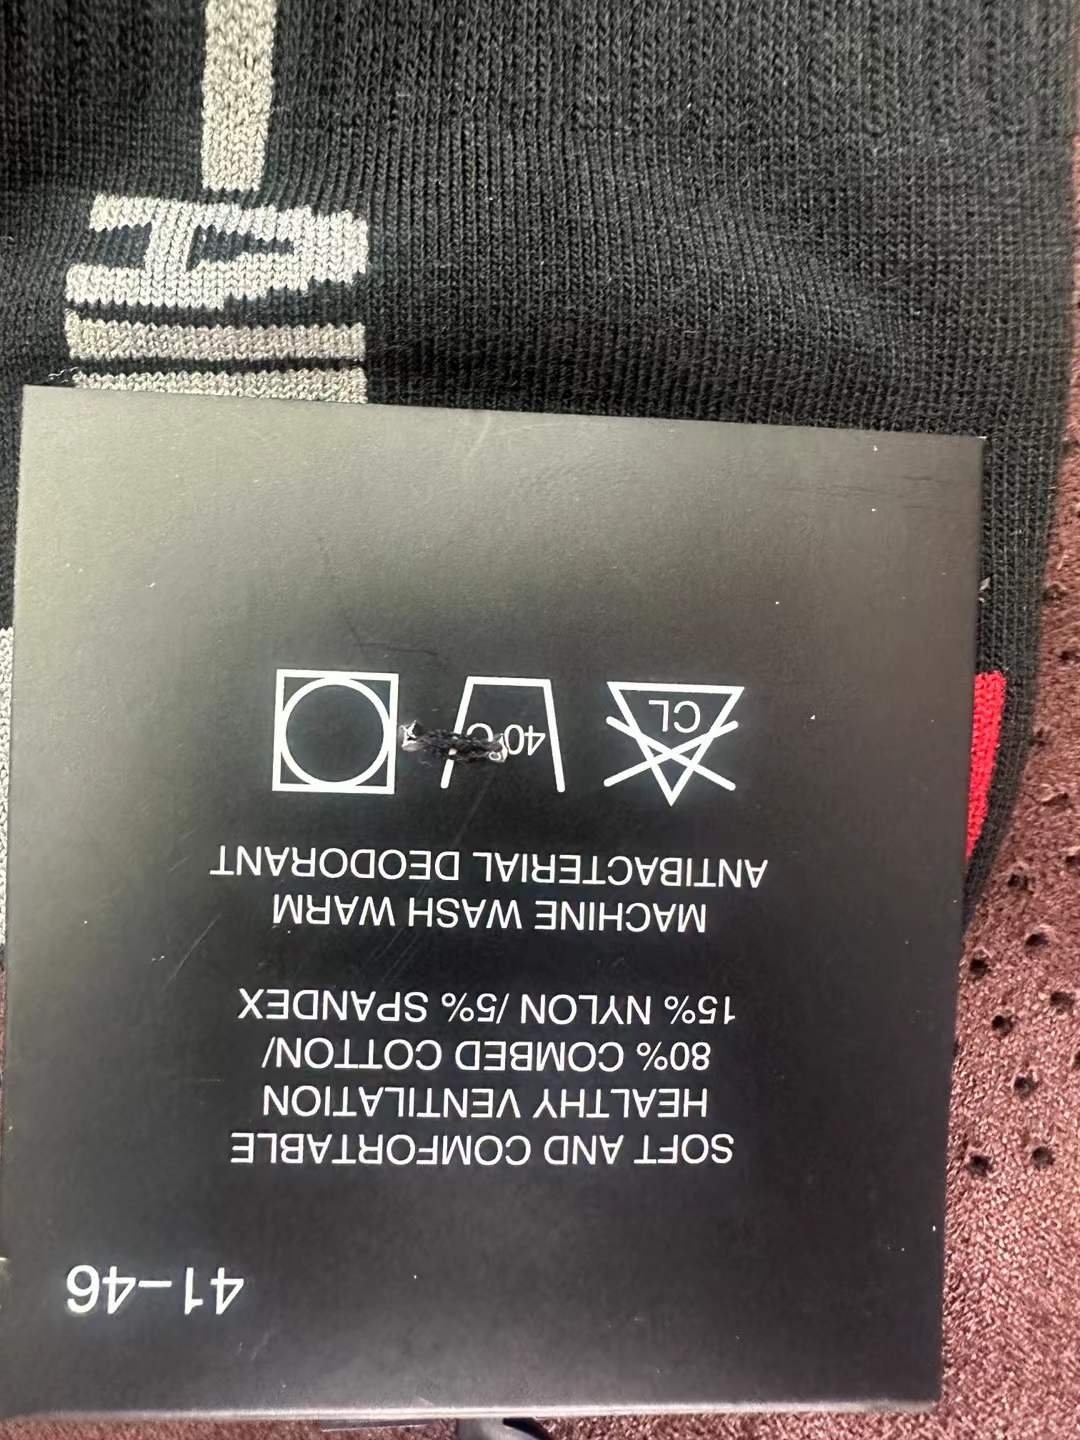 41-46
SOFT AND COMFORTABLE
HEALTHY VENTILATION
80% COMBED COTTON/
15% NYLON/5% SPANDEX
MACHINE WASH WARM
ANTIBACTERIAL DEODORANT
CL 40°C